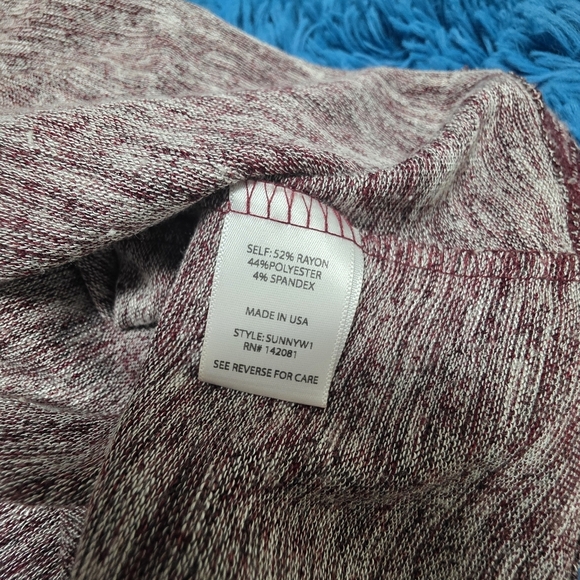 SELF: 52% RAYON
44%POLYESTER
4% SPANDEX
MADE IN USA
STYLE: SUNNYW1
RN# 142081
SEE REVERSE FOR CARE